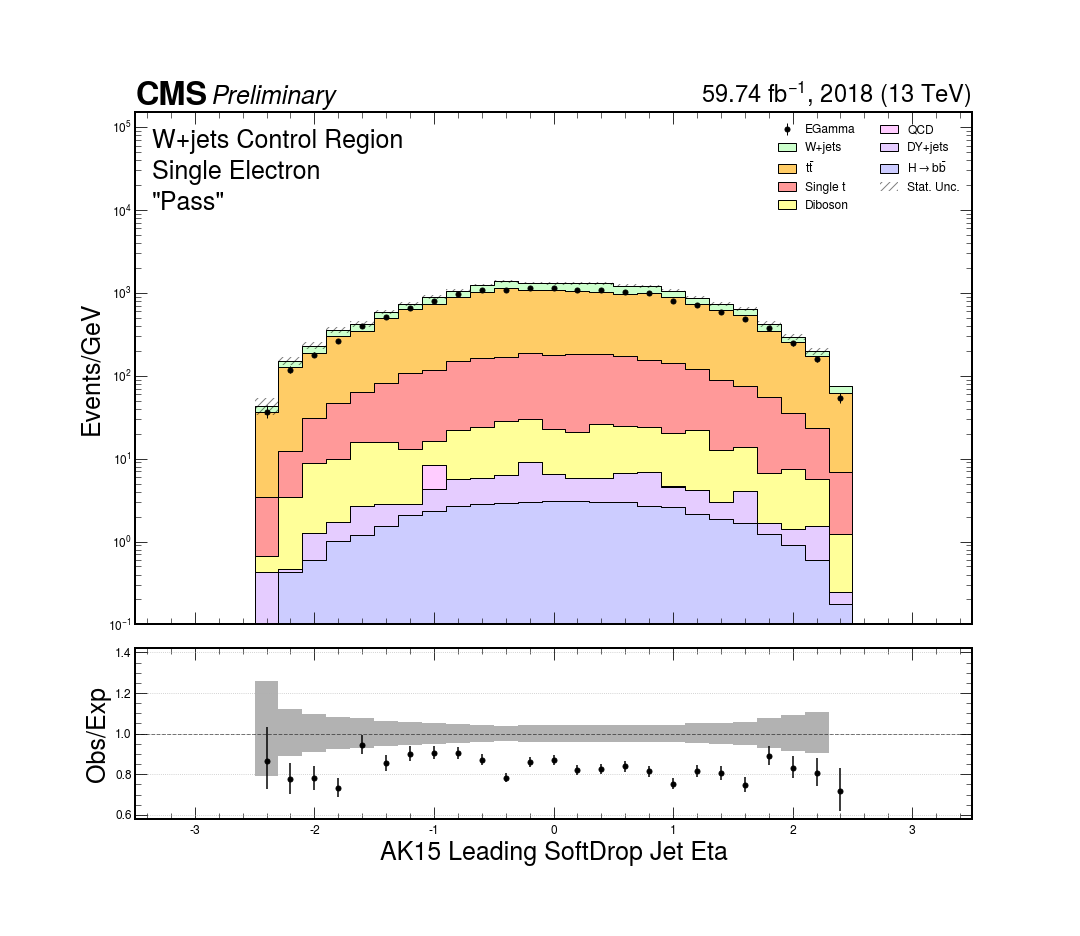 CMS Preliminary
59.74 fb⁻¹, 2018 (13 TeV)
W+jets Control Region
Single Electron
"Pass"
EGamma
W+jets
tt̄
Single t
Diboson
QCD
DY+jets
H→bb̄
Stat. Unc.
Events/GeV
10⁵
10⁴
10³
10²
10¹
10⁰
10⁻¹
Obs/Exp
1.4
1.2
1.0
0.8
0.6
-3 -2 -1 0 1 2 3
AK15 Leading SoftDrop Jet Eta